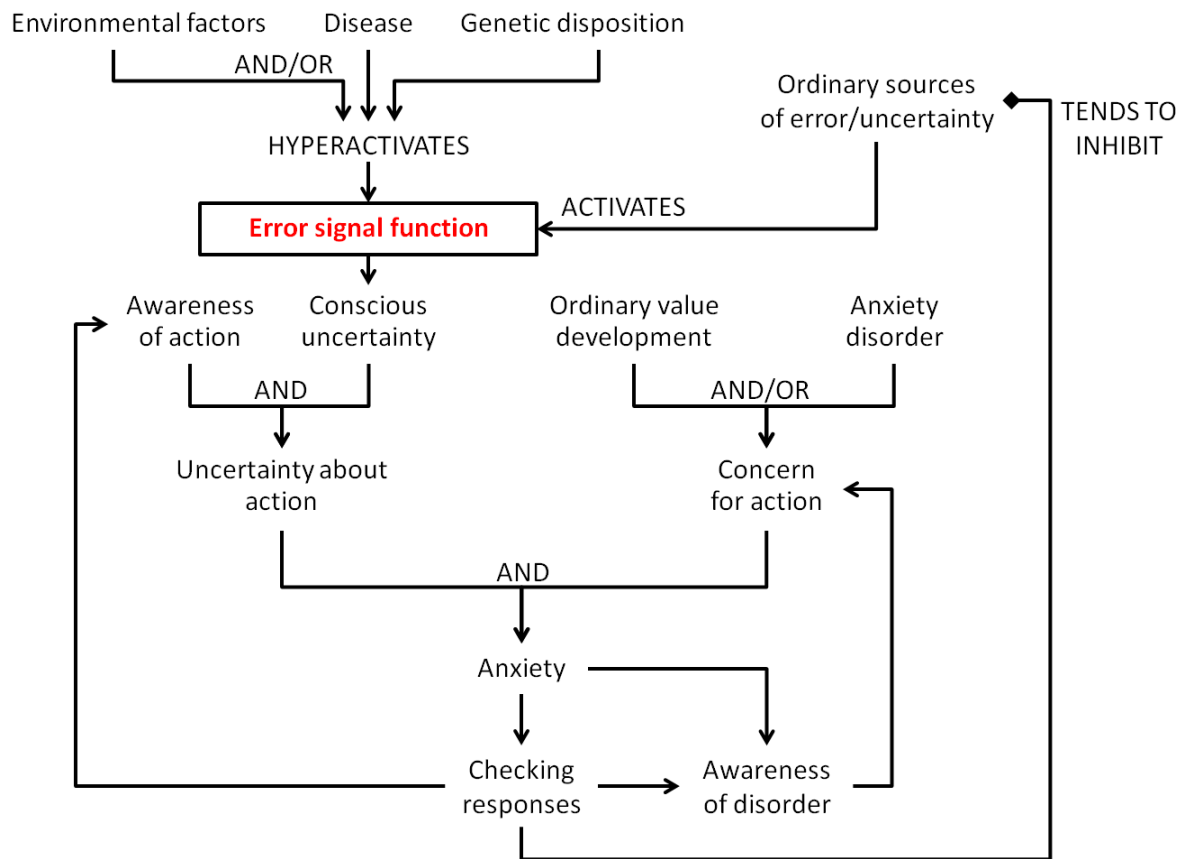 Environmental factors
Disease
Genetic disposition
AND/OR
Ordinary sources
of error/uncertainty
TENDS TO
INHIBIT
HYPERACTIVATES
ACTIVATES
Error signal function
Awareness
of action
Conscious
uncertainty
Ordinary value
development
Anxiety
disorder
AND
AND/OR
Uncertainty about
action
Concern
for action
AND
Anxiety
Checking
responses
Awareness
of disorder